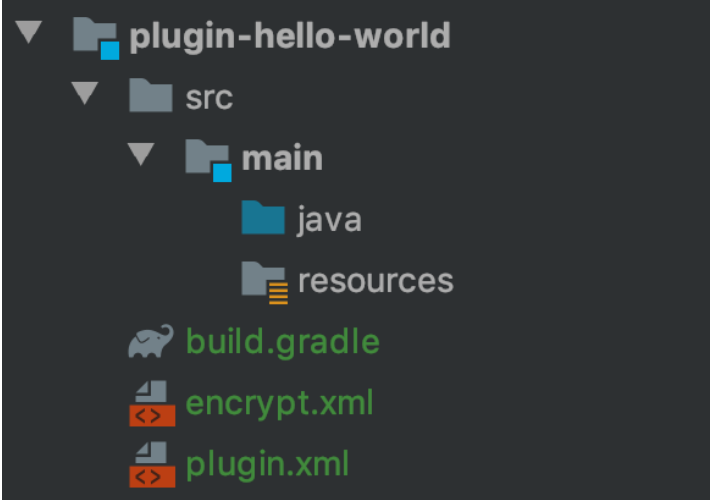 plugin-hello-world
src
main
java
resources
build.gradle
encrypt.xml
plugin.xml